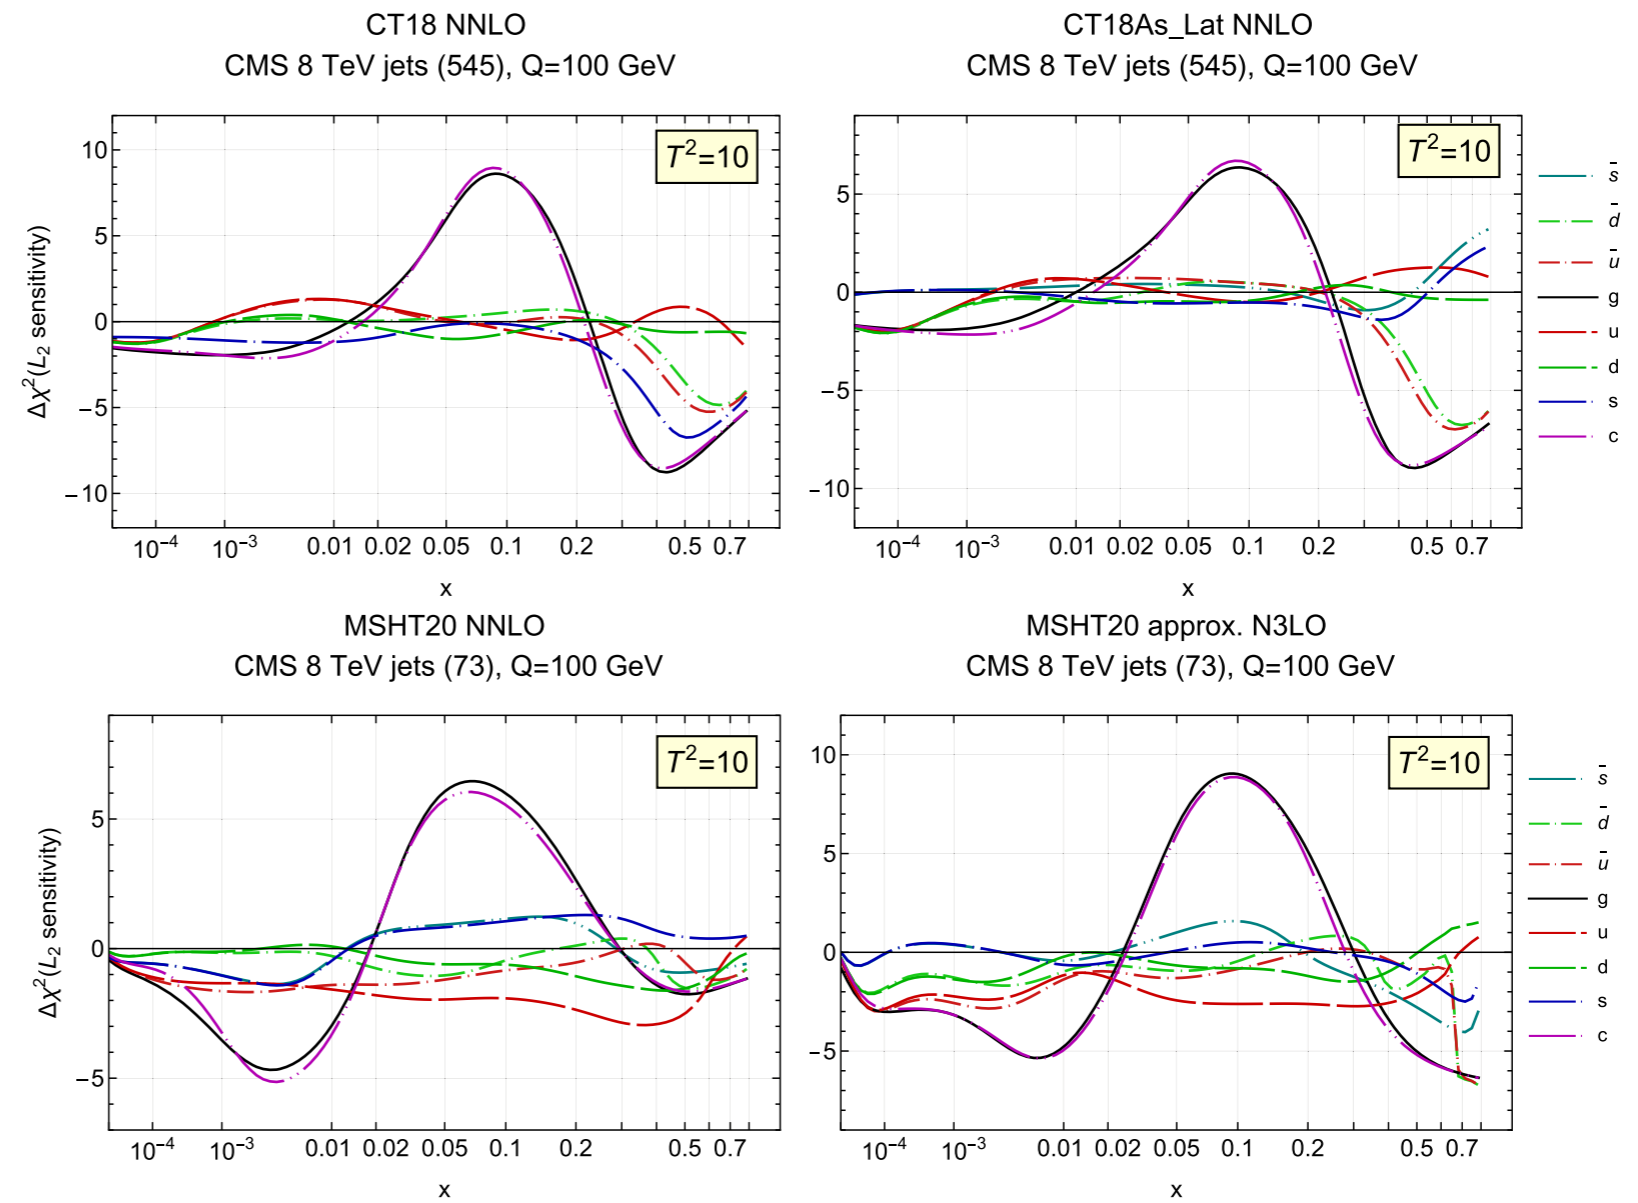 CT18 NNLO
CMS 8 TeV jets (545), Q=100 GeV
T²=10
Δχ²(L₂ sensitivity)
10
5
0
−5
−10
10⁻⁴ 10⁻³ 0.01 0.02 0.05 0.1 0.2 0.5 0.7
x
CT18As_Lat NNLO
CMS 8 TeV jets (545), Q=100 GeV
T²=10
5
0
−5
−10
10⁻⁴ 10⁻³ 0.01 0.02 0.05 0.1 0.2 0.5 0.7
x
s̄
d̄
ū
g
u
d
s
c
MSHT20 NNLO
CMS 8 TeV jets (73), Q=100 GeV
T²=10
Δχ²(L₂ sensitivity)
5
0
−5
10⁻⁴ 10⁻³ 0.01 0.02 0.05 0.1 0.2 0.5 0.7
x
MSHT20 approx. N3LO
CMS 8 TeV jets (73), Q=100 GeV
T²=10
10
5
0
−5
10⁻⁴ 10⁻³ 0.01 0.02 0.05 0.1 0.2 0.5 0.7
x
s̄
d̄
ū
g
u
d
s
c